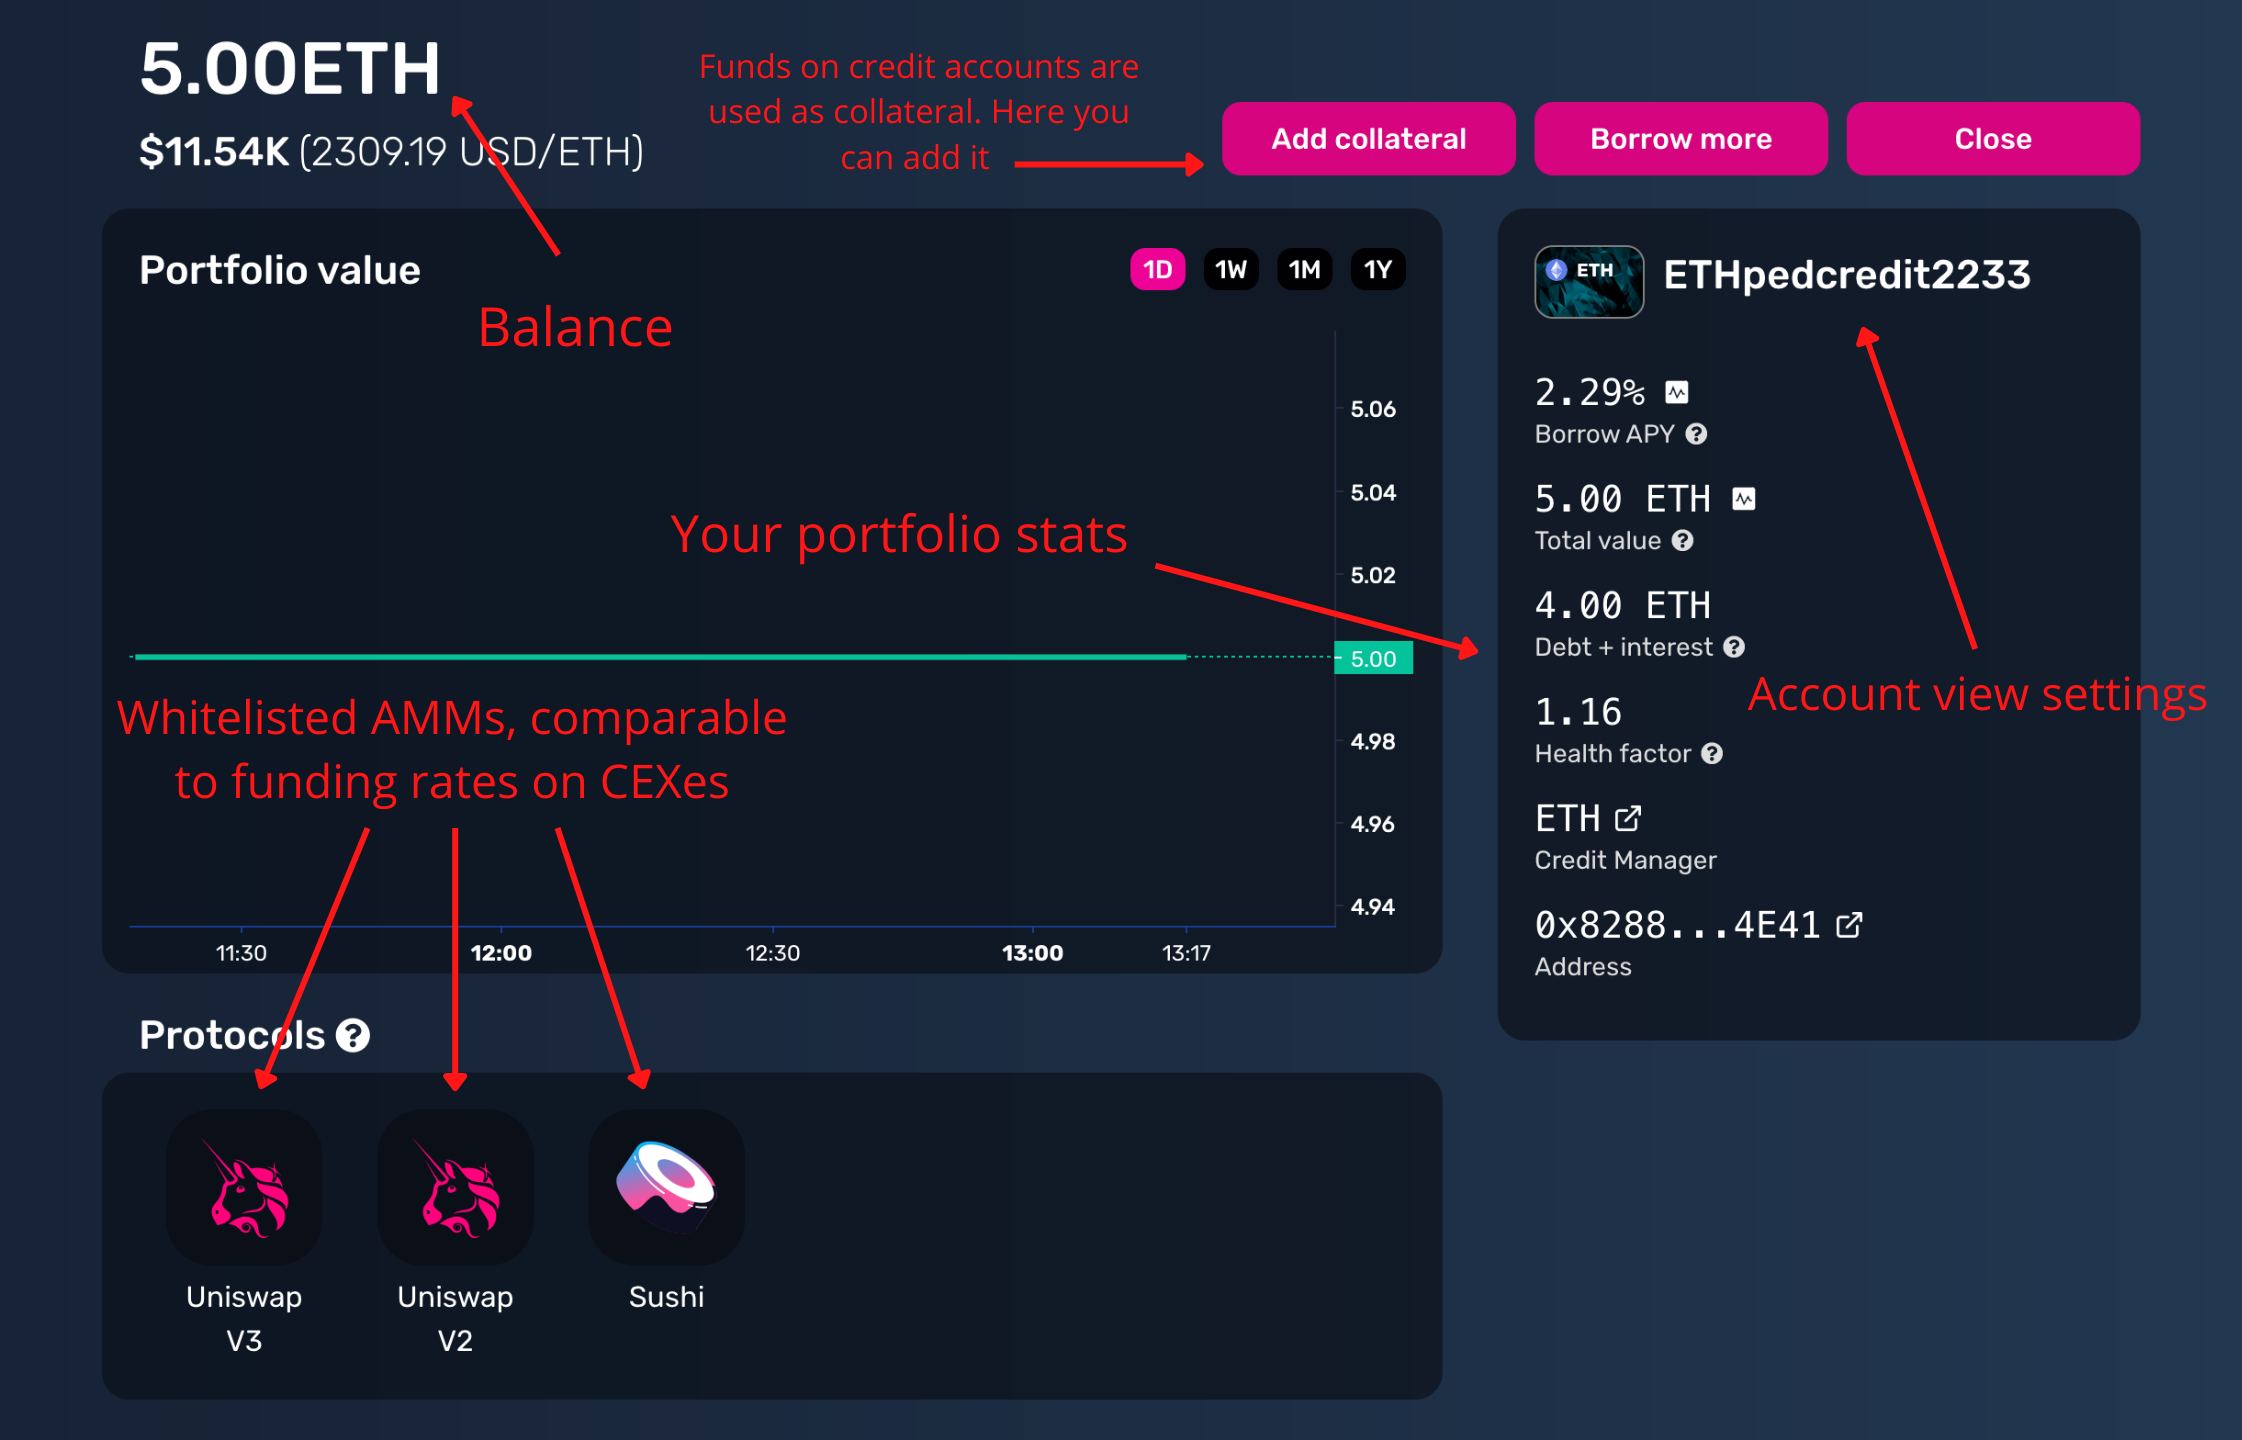 5.00ETH
$11.54K (2309.19 USD/ETH)
Funds on credit accounts are
used as collateral. Here you
can add it
Add collateral
Borrow more
Close
Portfolio value
1D
1W
1M
1Y
Balance
5.06
5.04
5.02
5.00
4.98
4.96
4.94
Your portfolio stats
Whitelisted AMMs, comparable
to funding rates on CEXes
11:30
12:00
12:30
13:00
13:17
ETH
ETHpedcredit2233
2.29%
Borrow APY ?
5.00 ETH
Total value ?
4.00 ETH
Debt + interest ?
Account view settings
1.16
Health factor ?
ETH
Credit Manager
0x8288...4E41
Address
Protocols ?
Uniswap
V3
Uniswap
V2
Sushi